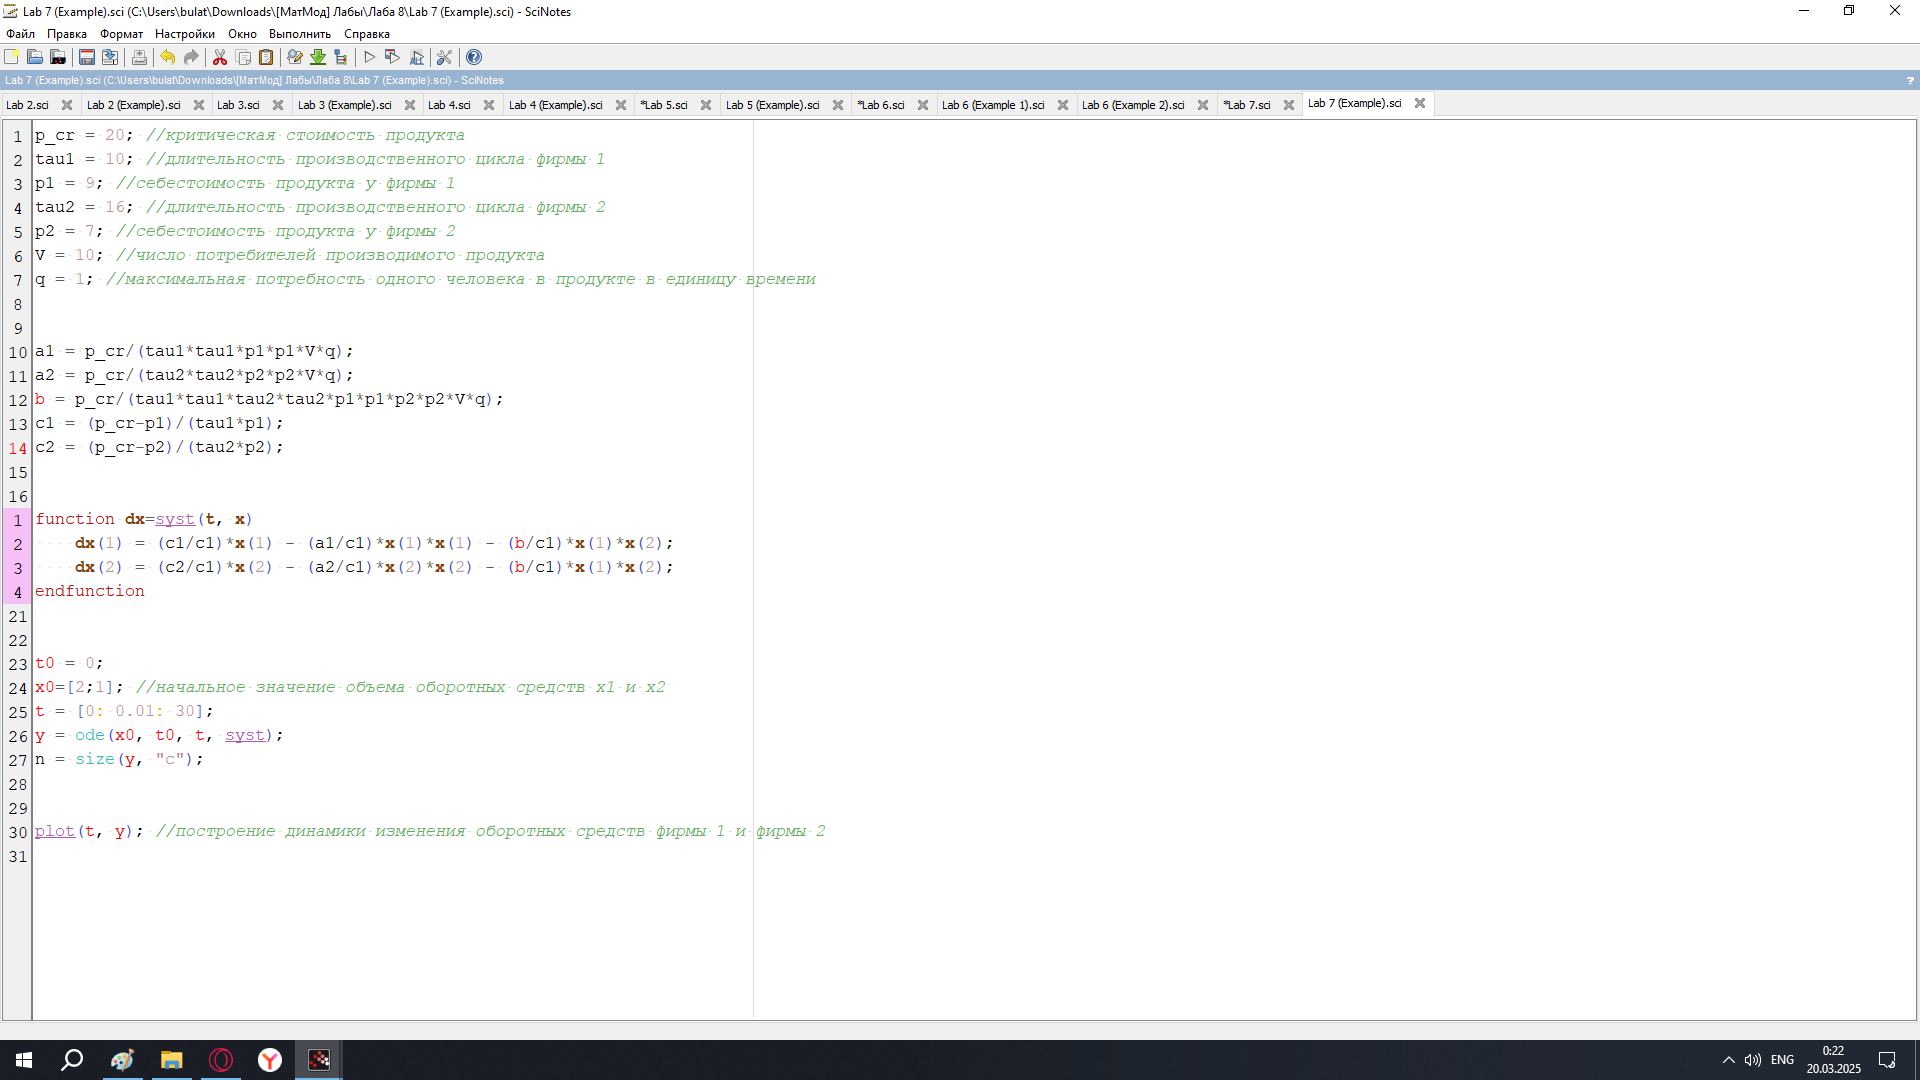 Lab 7 (Example).sci (C:\Users\bulat\Downloads\[МатМод] Лабы\Лаба 8\Lab 7 (Example).sci) - SciNotes
Файл Правка Формат Настройки Окно Выполнить Справка
Lab 7 (Example).sci (C:\Users\bulat\Downloads\[МатМод] Лабы\Лаба 8\Lab 7 (Example).sci) - SciNotes ?
Lab 2.sci Lab 2 (Example).sci Lab 3.sci Lab 3 (Example).sci Lab 4.sci Lab 4 (Example).sci *Lab 5.sci Lab 5 (Example).sci *Lab 6.sci Lab 6 (Example 1).sci Lab 6 (Example 2).sci *Lab 7.sci Lab 7 (Example).sci
1 p_cr = 20; //критическая стоимость продукта
2 tau1 = 10; //длительность производственного цикла фирмы 1
3 p1 = 9; //себестоимость продукта у фирмы 1
4 tau2 = 16; //длительность производственного цикла фирмы 2
5 p2 = 7; //себестоимость продукта у фирмы 2
6 V = 10; //число потребителей производимого продукта
7 q = 1; //максимальная потребность одного человека в продукте в единицу времени
8
9
10 a1 = p_cr/(tau1*tau1*p1*p1*V*q);
11 a2 = p_cr/(tau2*tau2*p2*p2*V*q);
12 b = p_cr/(tau1*tau1*tau2*tau2*p1*p1*p2*p2*V*q);
13 c1 = (p_cr-p1)/(tau1*p1);
14 c2 = (p_cr-p2)/(tau2*p2);
15
16
1 function dx=syst(t, x)
2 dx(1) = (c1/c1)*x(1) - (a1/c1)*x(1)*x(1) - (b/c1)*x(1)*x(2);
3 dx(2) = (c2/c1)*x(2) - (a2/c1)*x(2)*x(2) - (b/c1)*x(1)*x(2);
4 endfunction
21
22
23 t0 = 0;
24 x0=[2;1]; //начальное значение объема оборотных средств x1 и x2
25 t = [0: 0.01: 30];
26 y = ode(x0, t0, t, syst);
27 n = size(y, "c");
28
29
30 plot(t, y); //построение динамики изменения оборотных средств фирмы 1 и фирмы 2
31
ENG
0:22
20.03.2025